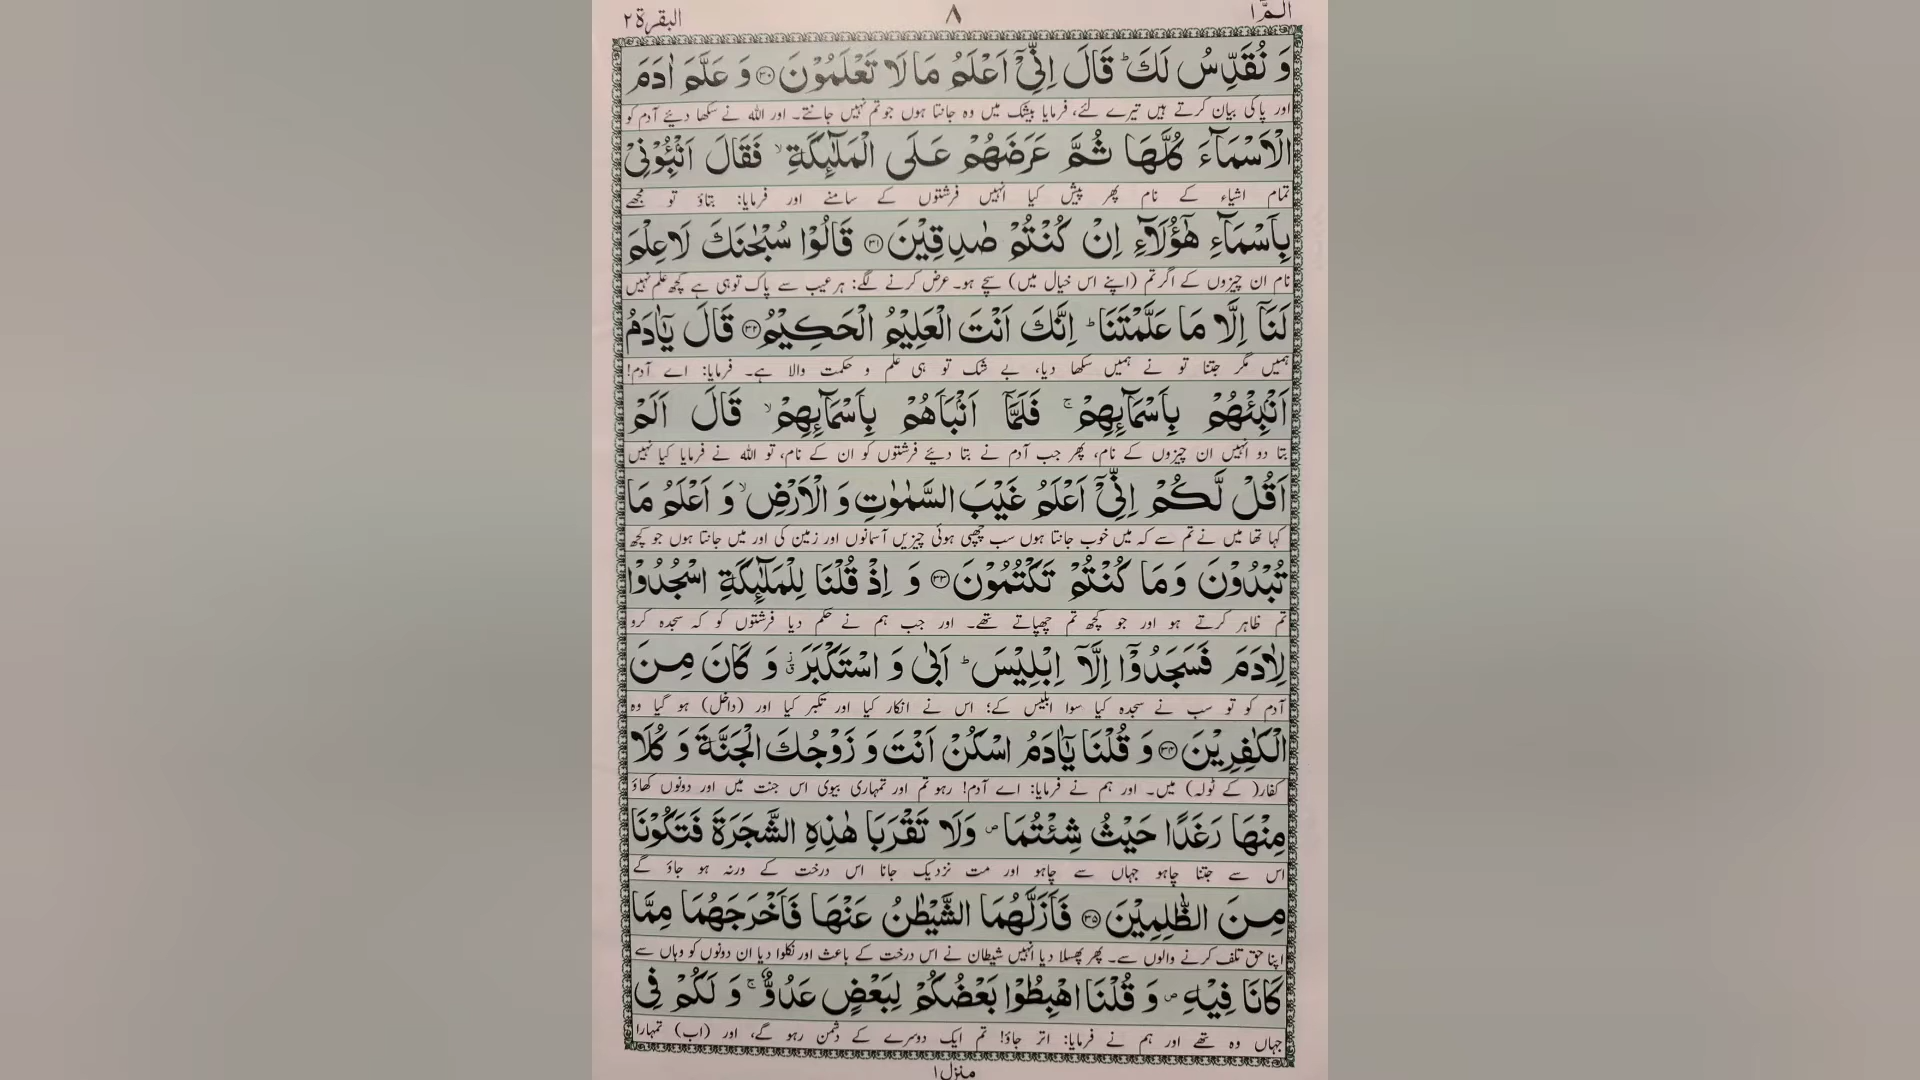 الٓمّٓ ۱
۸
البقرة ۲
وَ نُقَدِّسُ لَكَ ؕ قَالَ اِنِّیْۤ اَعْلَمُ مَا لَا تَعْلَمُوْنَ ۝۳۰ وَ عَلَّمَ اٰدَمَ
اور پاکی بیان کرتے ہیں تیرے لئے، فرمایا بیشک میں وہ جانتا ہوں جو تم نہیں جانتے۔ اور اللہ نے سکھا دیئے آدم کو
الْاَسْمَآءَ كُلَّهَا ثُمَّ عَرَضَهُمْ عَلَی الْمَلٰٓىِٕكَةِ ۙ فَقَالَ اَنْۢبِـُٔوْنِیْ
تمام اشیاء کے نام پھر پیش کیا انہیں فرشتوں کے سامنے اور فرمایا: بتاؤ تو مجھے
بِاَسْمَآءِ هٰۤؤُلَآءِ اِنْ كُنْتُمْ صٰدِقِیْنَ ۝۳۱ قَالُوْا سُبْحٰنَكَ لَا عِلْمَ
نام ان چیزوں کے اگر تم (اپنے اس خیال میں) سچے ہو۔ عرض کرنے لگے: ہر عیب سے پاک تو ہی ہے کچھ علم نہیں
لَنَاۤ اِلَّا مَا عَلَّمْتَنَا ؕ اِنَّكَ اَنْتَ الْعَلِیْمُ الْحَكِیْمُ ۝۳۲ قَالَ یٰۤاٰدَمُ
ہمیں مگر جتنا تو نے ہمیں سکھا دیا، بے شک تو ہی علم و حکمت والا ہے۔ فرمایا: اے آدم!
اَنْۢبِئْهُمْ بِاَسْمَآىِٕهِمْ ۚ فَلَمَّاۤ اَنْۢبَاَهُمْ بِاَسْمَآىِٕهِمْ ۙ قَالَ اَلَمْ
بتا دو انہیں ان چیزوں کے نام، پھر جب آدم نے بتا دیئے فرشتوں کو ان کے نام، تو اللہ نے فرمایا کیا نہیں
اَقُلْ لَّكُمْ اِنِّیْۤ اَعْلَمُ غَیْبَ السَّمٰوٰتِ وَ الْاَرْضِ ۙ وَ اَعْلَمُ مَا
کہا تھا میں نے تم سے کہ میں خوب جانتا ہوں سب چھپی ہوئی چیزیں آسمانوں اور زمین کی اور میں جانتا ہوں جو کچھ
تُبْدُوْنَ وَ مَا كُنْتُمْ تَكْتُمُوْنَ ۝۳۳ وَ اِذْ قُلْنَا لِلْمَلٰٓىِٕكَةِ اسْجُدُوْا
تم ظاہر کرتے ہو اور جو کچھ تم چھپاتے تھے۔ اور جب ہم نے حکم دیا فرشتوں کو کہ سجدہ کرو
لِاٰدَمَ فَسَجَدُوْۤا اِلَّاۤ اِبْلِیْسَ ؕ اَبٰی وَ اسْتَكْبَرَ ٘ۗ وَ كَانَ مِنَ
آدم کو تو سب نے سجدہ کیا سوا ابلیس کے؛ اس نے انکار کیا اور تکبر کیا اور (داخل) ہو گیا وہ
الْكٰفِرِیْنَ ۝۳۴ وَ قُلْنَا یٰۤاٰدَمُ اسْكُنْ اَنْتَ وَ زَوْجُكَ الْجَنَّةَ وَ كُلَا
کفار( کے ٹولہ) میں۔ اور ہم نے فرمایا: اے آدم! رہو تم اور تمہاری بیوی اس جنت میں اور دونوں کھاؤ
مِنْهَا رَغَدًا حَیْثُ شِئْتُمَا ۪ وَ لَا تَقْرَبَا هٰذِهِ الشَّجَرَةَ فَتَكُوْنَا
اس سے جتنا چاہو جہاں سے چاہو اور مت نزدیک جانا اس درخت کے ورنہ ہو جاؤ گے
مِنَ الظّٰلِمِیْنَ ۝۳۵ فَاَزَلَّهُمَا الشَّیْطٰنُ عَنْهَا فَاَخْرَجَهُمَا مِمَّا
اپنا حق تلف کرنے والوں سے۔ پھر پھسلا دیا انہیں شیطان نے اس درخت کے باعث اور نکلوا دیا ان دونوں کو وہاں سے
كَانَا فِیْهِ ۪ وَ قُلْنَا اهْبِطُوْا بَعْضُكُمْ لِبَعْضٍ عَدُوٌّ ۚ وَ لَكُمْ فِی
جہاں وہ تھے اور ہم نے فرمایا: اتر جاؤ! تم ایک دوسرے کے دشمن رہو گے، اور (اب) تمہارا
منزل ۱